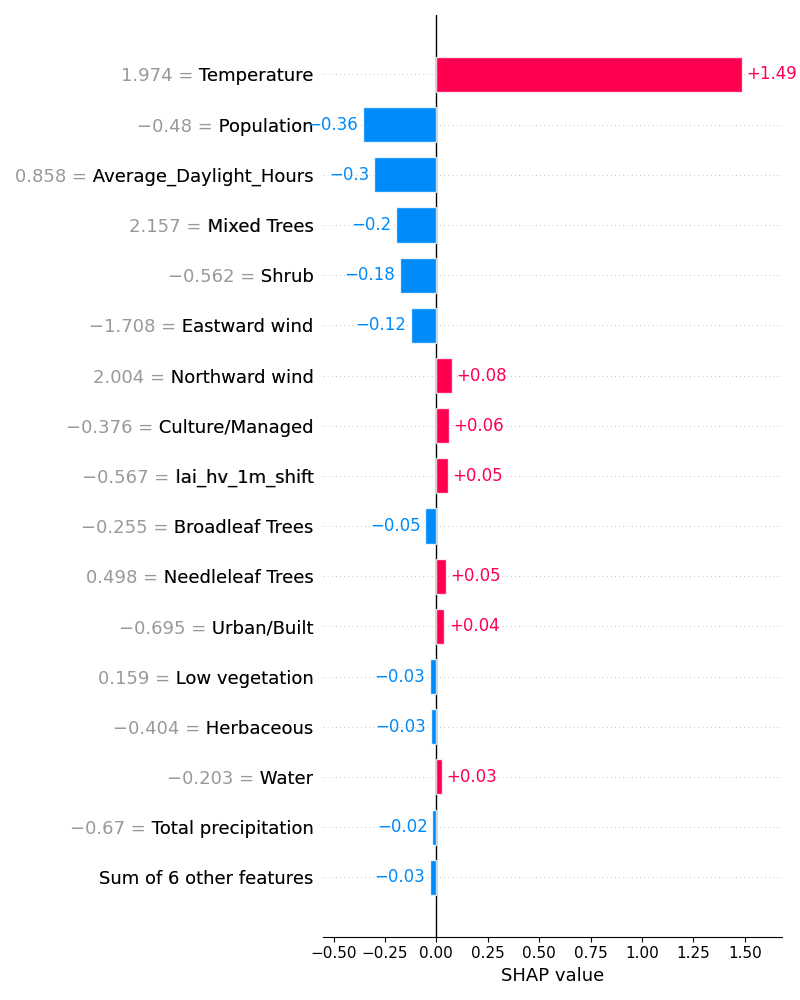 1.974 = Temperature +1.49
−0.48 = Population −0.36
0.858 = Average_Daylight_Hours −0.3
2.157 = Mixed Trees −0.2
−0.562 = Shrub −0.18
−1.708 = Eastward wind −0.12
2.004 = Northward wind +0.08
−0.376 = Culture/Managed +0.06
−0.567 = lai_hv_1m_shift +0.05
−0.255 = Broadleaf Trees −0.05
0.498 = Needleleaf Trees +0.05
−0.695 = Urban/Built +0.04
0.159 = Low vegetation −0.03
−0.404 = Herbaceous −0.03
−0.203 = Water +0.03
−0.67 = Total precipitation −0.02
Sum of 6 other features −0.03
−0.50 −0.25 0.00 0.25 0.50 0.75 1.00 1.25 1.50
SHAP value